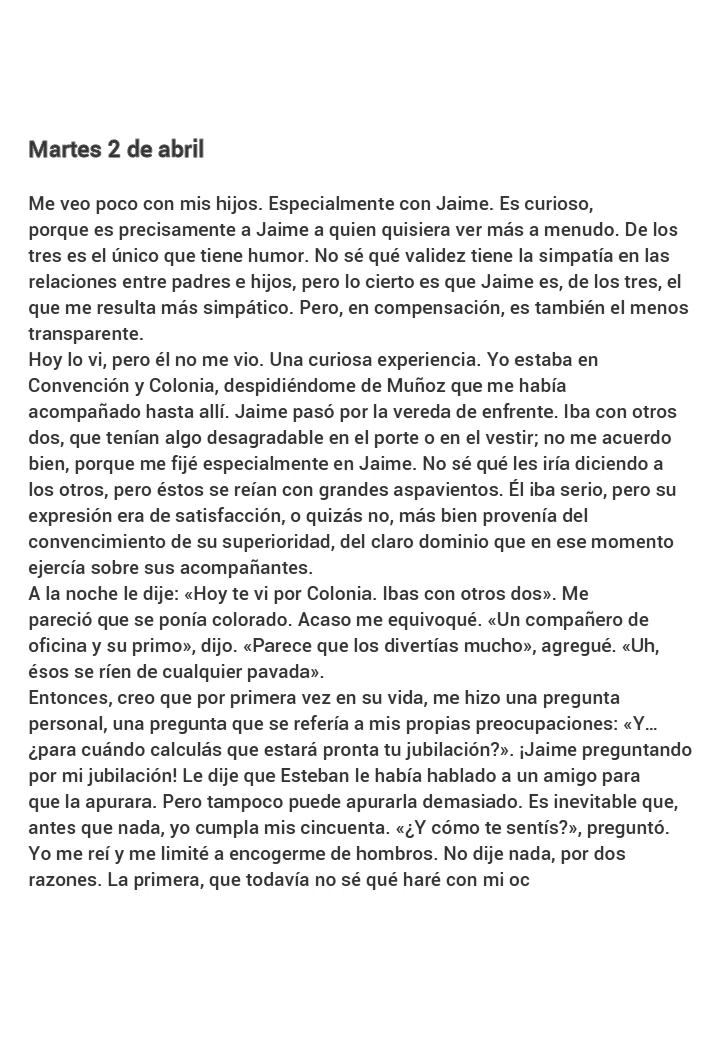 Martes 2 de abril
Me veo poco con mis hijos. Especialmente con Jaime. Es curioso,
porque es precisamente a Jaime a quien quisiera ver más a menudo. De los
tres es el único que tiene humor. No sé qué validez tiene la simpatía en las
relaciones entre padres e hijos, pero lo cierto es que Jaime es, de los tres, el
que me resulta más simpático. Pero, en compensación, es también el menos
transparente.
Hoy lo vi, pero él no me vio. Una curiosa experiencia. Yo estaba en
Convención y Colonia, despidiéndome de Muñoz que me había
acompañado hasta allí. Jaime pasó por la vereda de enfrente. Iba con otros
dos, que tenían algo desagradable en el porte o en el vestir; no me acuerdo
bien, porque me fijé especialmente en Jaime. No sé qué les iría diciendo a
los otros, pero éstos se reían con grandes aspavientos. Él iba serio, pero su
expresión era de satisfacción, o quizás no, más bien provenía del
convencimiento de su superioridad, del claro dominio que en ese momento
ejercía sobre sus acompañantes.
A la noche le dije: «Hoy te vi por Colonia. Ibas con otros dos». Me
pareció que se ponía colorado. Acaso me equivoqué. «Un compañero de
oficina y su primo», dijo. «Parece que los divertías mucho», agregué. «Uh,
ésos se ríen de cualquier pavada».
Entonces, creo que por primera vez en su vida, me hizo una pregunta
personal, una pregunta que se refería a mis propias preocupaciones: «Y...
¿para cuándo calculás que estará pronta tu jubilación?». ¡Jaime preguntando
por mi jubilación! Le dije que Esteban le había hablado a un amigo para
que la apurara. Pero tampoco puede apurarla demasiado. Es inevitable que,
antes que nada, yo cumpla mis cincuenta. «¿Y cómo te sentís?», preguntó.
Yo me reí y me limité a encogerme de hombros. No dije nada, por dos
razones. La primera, que todavía no sé qué haré con mi oc